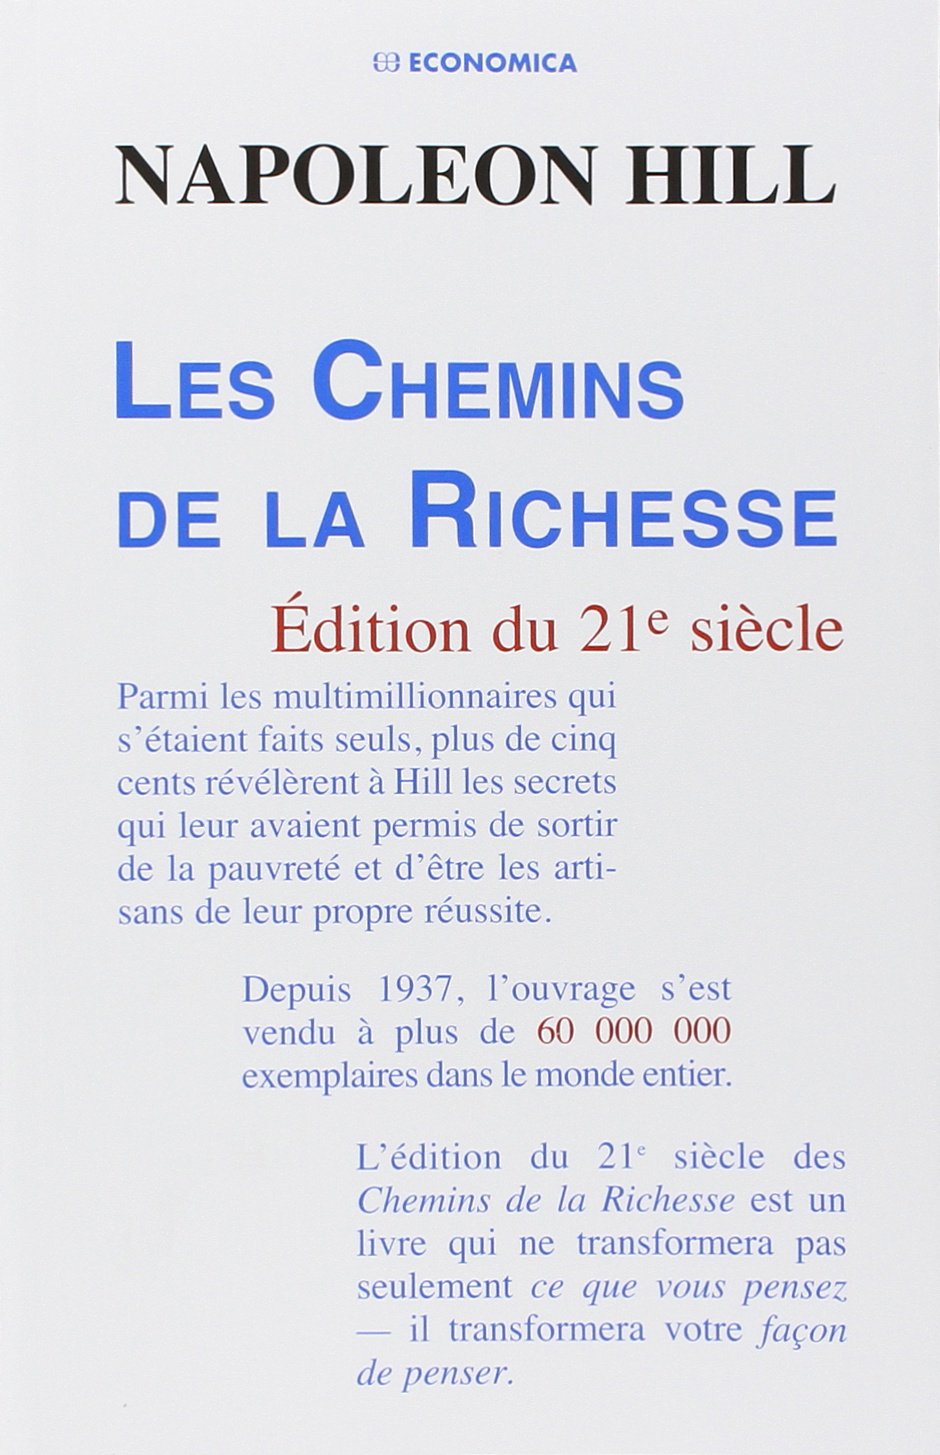 ECONOMICA
NAPOLEON HILL
LES CHEMINS
DE LA RICHESSE
Édition du 21e siècle
Parmi les multimillionnaires qui
s'étaient faits seuls, plus de cinq
cents révélèrent à Hill les secrets
qui leur avaient permis de sortir
de la pauvreté et d'être les arti-
sans de leur propre réussite.
Depuis 1937, l'ouvrage s'est
vendu à plus de 60 000 000
exemplaires dans le monde entier.
L'édition du 21e siècle des
Chemins de la Richesse est un
livre qui ne transformera pas
seulement ce que vous pensez
— il transformera votre façon
de penser.